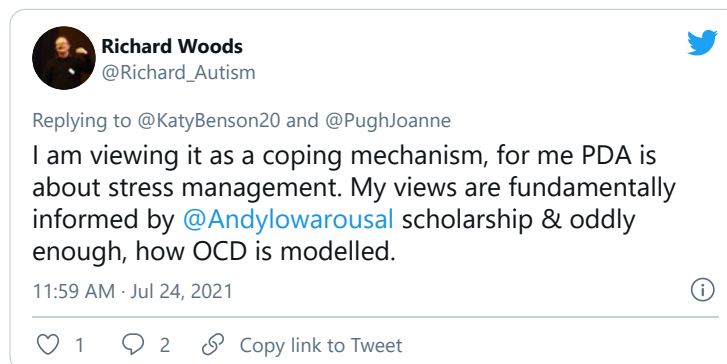 Richard Woods
@Richard_Autism
Replying to @KatyBenson20 and @PughJoanne
I am viewing it as a coping mechanism, for me PDA is
about stress management. My views are fundamentally
informed by @Andylowarousal scholarship & oddly
enough, how OCD is modelled.
11:59 AM · Jul 24, 2021
1 2 Copy link to Tweet